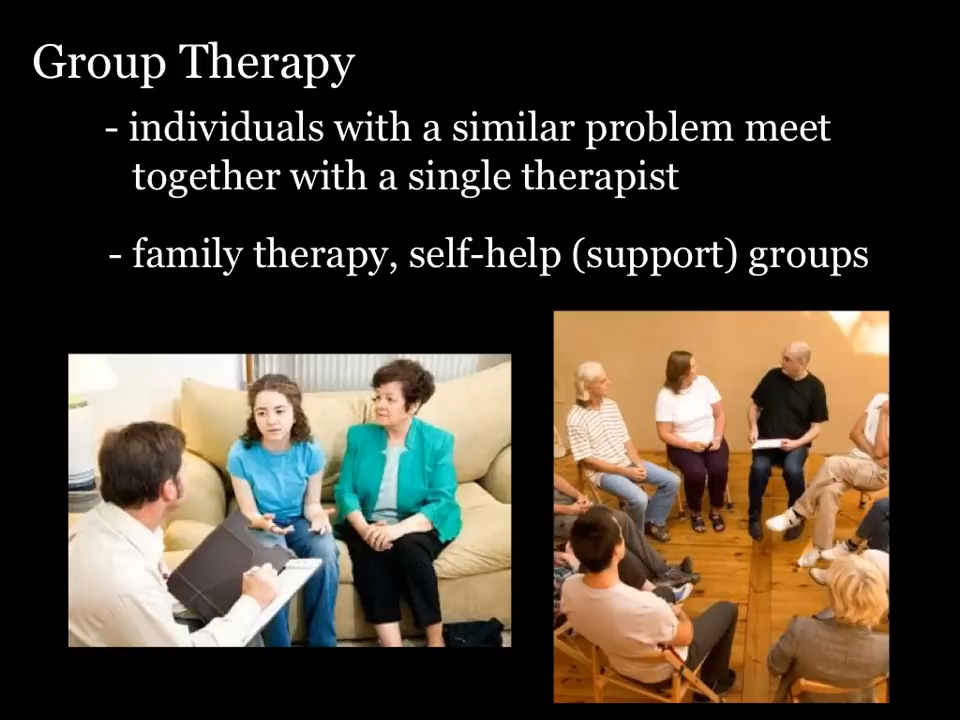 Group Therapy
- individuals with a similar problem meet
together with a single therapist
- family therapy, self-help (support) groups